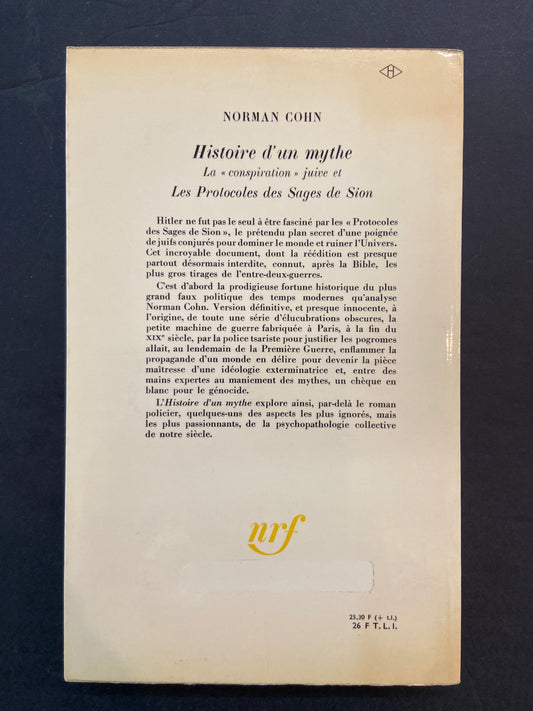 H
NORMAN COHN
Histoire d'un mythe
La « conspiration » juive et
Les Protocoles des Sages de Sion
Hitler ne fut pas le seul à être fasciné par les « Protocoles
des Sages de Sion », le prétendu plan secret d'une poignée
de juifs conjurés pour dominer le monde et ruiner l'Univers.
Cet incroyable document, dont la réédition est presque
partout désormais interdite, connut, après la Bible, les
plus gros tirages de l'entre-deux-guerres.
C'est d'abord la prodigieuse fortune historique du plus
grand faux politique des temps modernes qu'analyse
Norman Cohn. Version définitive, et presque innocente, à
l'origine, de toute une série d'élucubrations obscures, la
petite machine de guerre fabriquée à Paris, à la fin du
XIXe siècle, par la police tsariste pour justifier les pogromes
allait, au lendemain de la Première Guerre, enflammer la
propagande d'un monde en délire pour devenir la pièce
maîtresse d'une idéologie exterminatrice et, entre des
mains expertes au maniement des mythes, un chèque en
blanc pour le génocide.
L'Histoire d'un mythe explore ainsi, par-delà le roman
policier, quelques-uns des aspects les plus ignorés, mais
les plus passionnants, de la psychopathologie collective
de notre siècle.
nrf
25,30 F (+ t.l.)
26 F T. L. I.